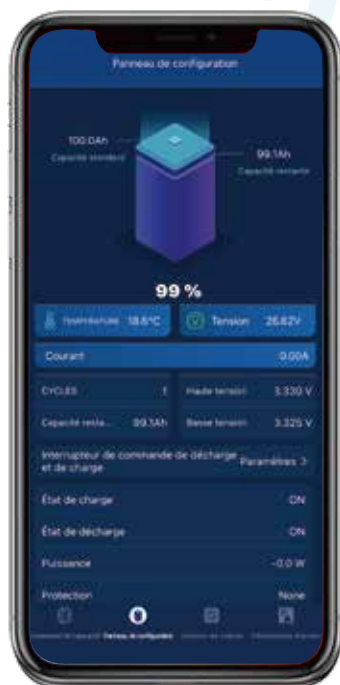 Panneau de configuration
100.0Ah
Capacité standard
99.1Ah
Capacité restante
99 %
Température 18.6°C
Tension 26.62V
Courant 0.00A
CYCLES 1
Haute tension 3.330 V
Capacité resta... 99.1Ah
Basse tension 3.325 V
Interrupteur de commande de décharge
et de charge
Paramètres >
État de charge ON
État de décharge ON
Puissance -0.0 W
Protection None
Panneau de configuration